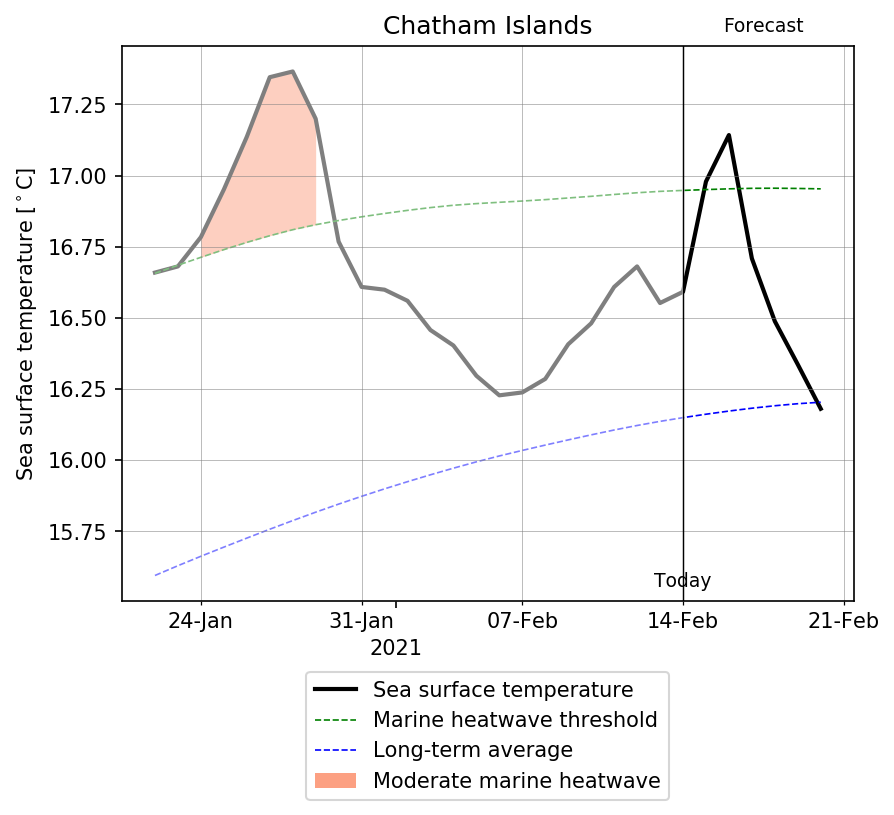 Chatham Islands
Forecast
Sea surface temperature [°C]
17.25
17.00
16.75
16.50
16.25
16.00
15.75
Today
24-Jan
31-Jan
07-Feb
14-Feb
21-Feb
2021
Sea surface temperature
Marine heatwave threshold
Long-term average
Moderate marine heatwave